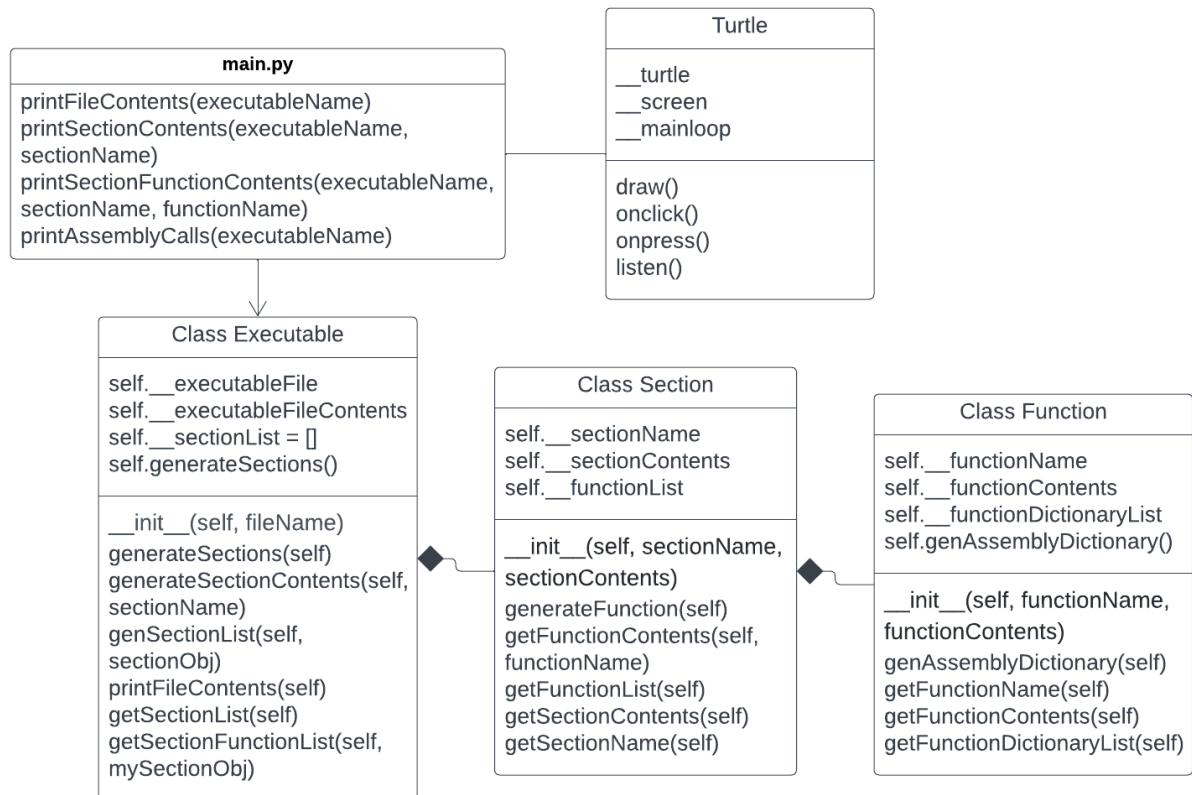 main.py
printFileContents(executableName)
printSectionContents(executableName,
sectionName)
printSectionFunctionContents(executableName,
sectionName, functionName)
printAssemblyCalls(executableName)
Turtle
__turtle
__screen
__mainloop
draw()
onclick()
onpress()
listen()
Class Executable
self.__executableFile
self.__executableFileContents
self.__sectionList = []
self.generateSections()
__init__(self, fileName)
generateSections(self)
generateSectionContents(self,
sectionName)
genSectionList(self,
sectionObj)
printFileContents(self)
getSectionList(self)
getSectionFunctionList(self,
mySectionObj)
Class Section
self.__sectionName
self.__sectionContents
self.__functionList
__init__(self, sectionName,
sectionContents)
generateFunction(self)
getFunctionContents(self,
functionName)
getFunctionList(self)
getSectionContents(self)
getSectionName(self)
Class Function
self.__functionName
self.__functionContents
self.__functionDictionaryList
self.genAssemblyDictionary()
__init__(self, functionName,
functionContents)
genAssemblyDictionary(self)
getFunctionName(self)
getFunctionContents(self)
getFunctionDictionaryList(self)